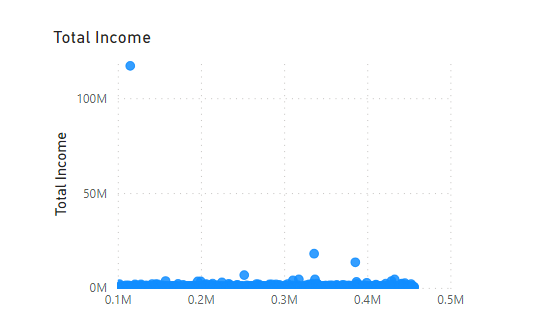 Total Income
100M
50M
0M
Total Income
0.1M 0.2M 0.3M 0.4M 0.5M